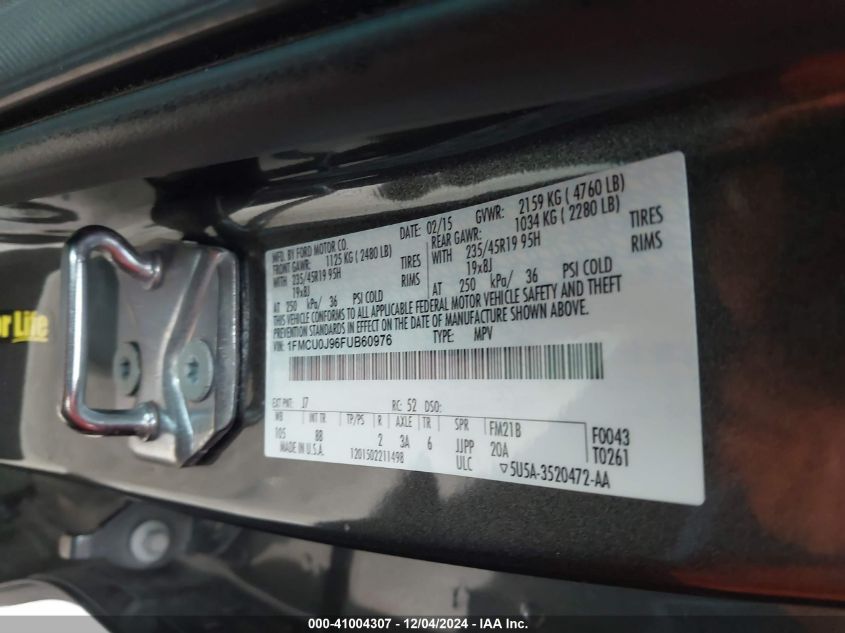 or Life
MFD. BY FORD MOTOR CO.
DATE: 02/15 GVWR: 2159 KG ( 4760 LB)
FRONT GAWR: 1125 KG ( 2480 LB)
REAR GAWR: 1034 KG ( 2280 LB)
WITH 235/45R19 95H TIRES
WITH 235/45R19 95H TIRES
19x8J RIMS
19x8J RIMS
AT 250 kPa/ 36 PSI COLD
AT 250 kPa/ 36 PSI COLD
THIS VEHICLE CONFORMS TO ALL APPLICABLE FEDERAL MOTOR VEHICLE SAFETY AND THEFT
PREVENTION STANDARDS IN EFFECT ON THE DATE OF MANUFACTURE SHOWN ABOVE.
VIN: 1FMCU0J96FUB60976 TYPE: MPV
EXT PNT: J7 RC: 52 DSO:
WB INT TR TP/PS R AXLE TR SPR FM21B F0043
105 88 2 3A 6 JJPP 20A T0261
MADE IN U.S.A. 1201502211498 ULC ▽5U5A-3520472-AA
000-41004307 - 12/04/2024 - IAA Inc.